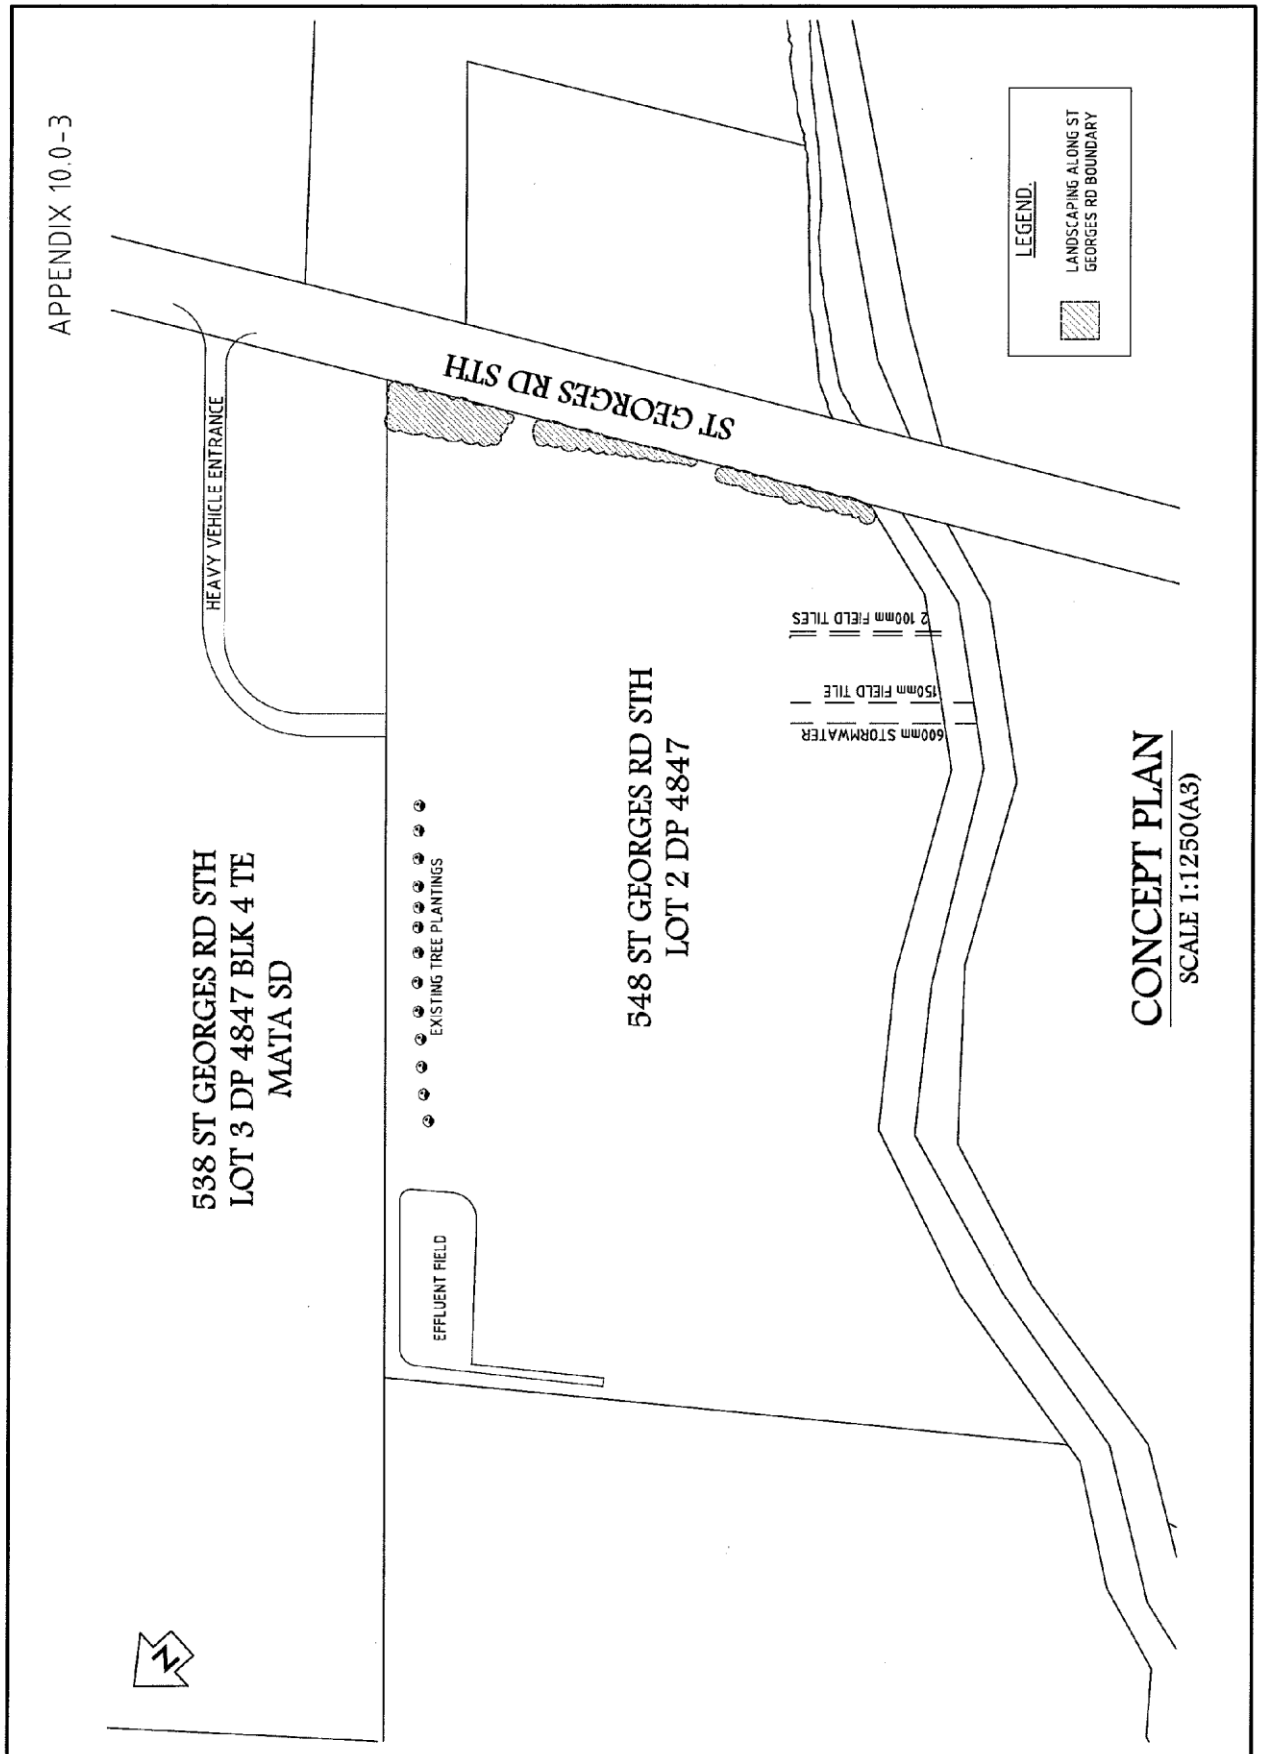 APPENDIX 10.0-3
HEAVY VEHICLE ENTRANCE
ST GEORGES RD STH
538 ST GEORGES RD STH
LOT 3 DP 4847 BLK 4 TE
MATA SD
EXISTING TREE PLANTINGS
EFFLUENT FIELD
548 ST GEORGES RD STH
LOT 2 DP 4847
2 100mm FIELD TILES
150mm FIELD TILE
600mm STORMWATER
LEGEND.
LANDSCAPING ALONG ST
GEORGES RD BOUNDARY
CONCEPT PLAN
SCALE 1:1250(A3)
N